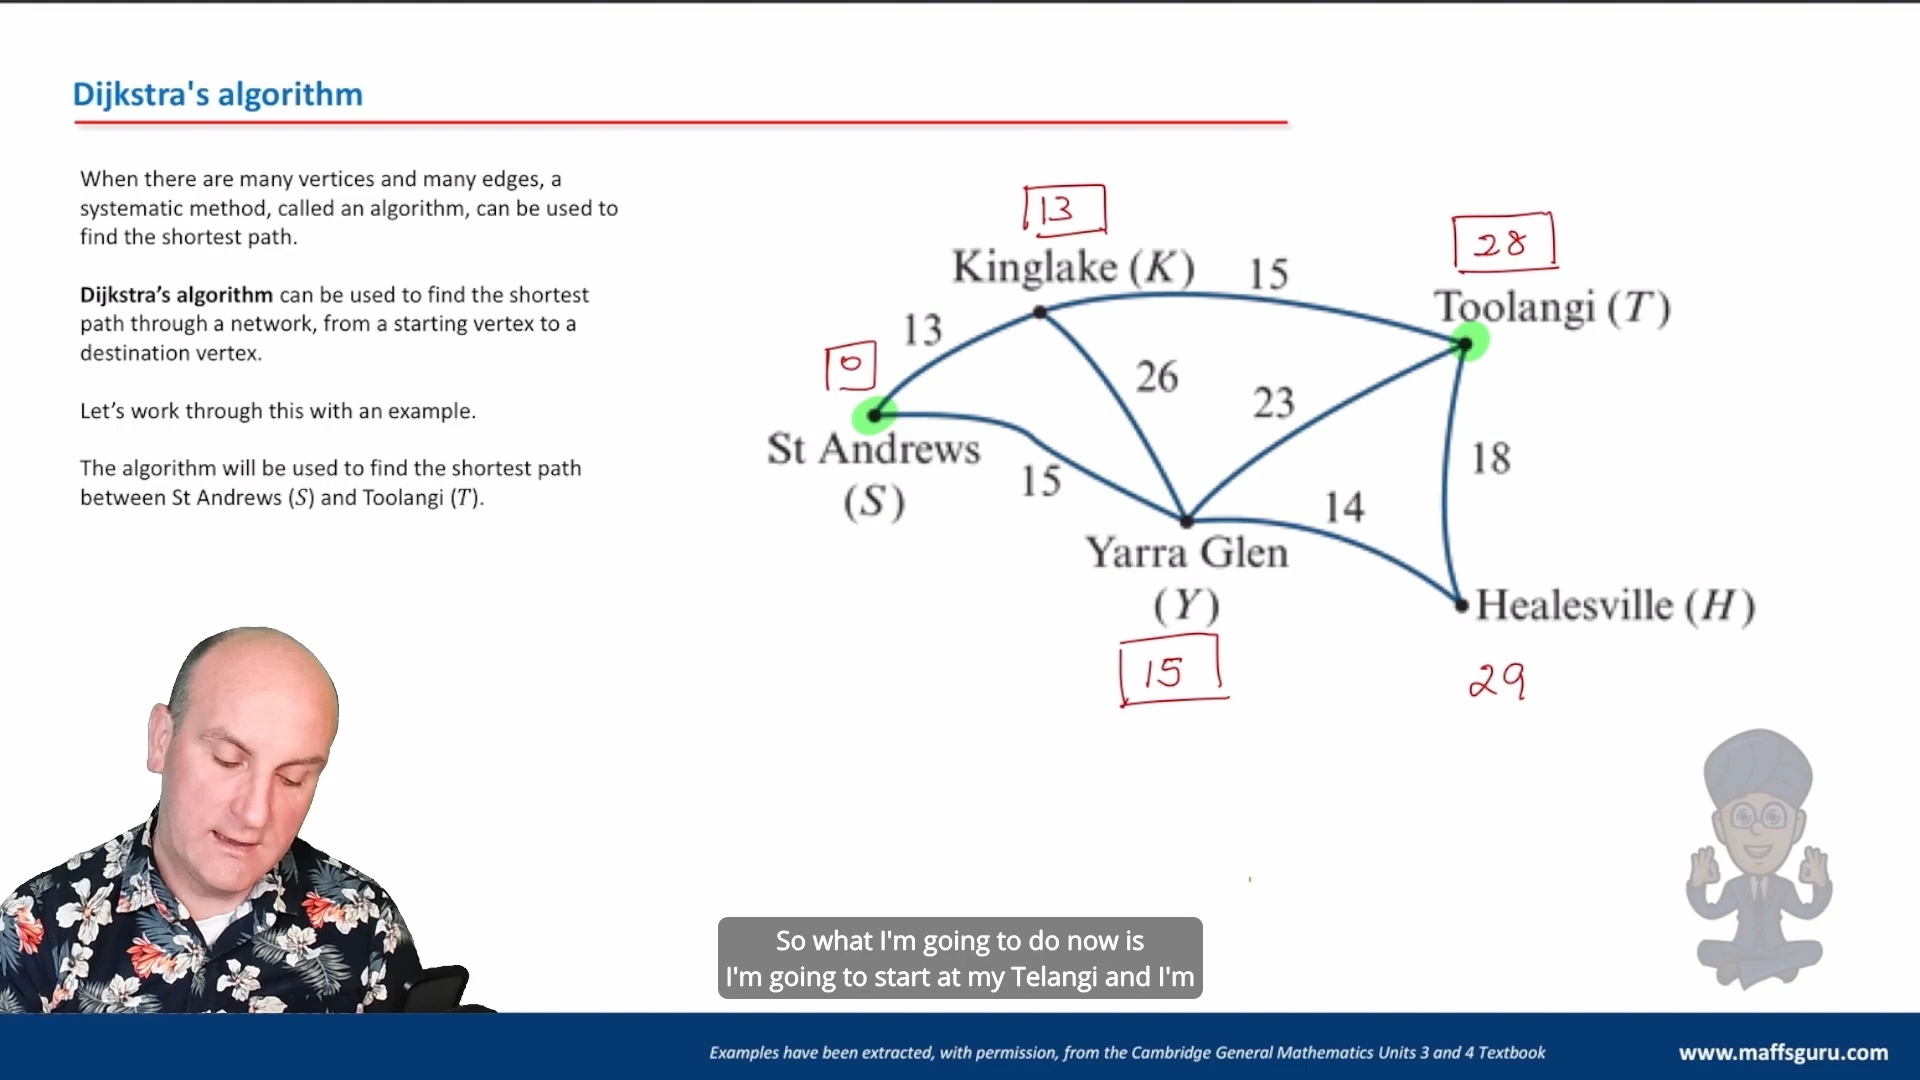 Dijkstra's algorithm
When there are many vertices and many edges, a
systematic method, called an algorithm, can be used to
find the shortest path.
Dijkstra's algorithm can be used to find the shortest
path through a network, from a starting vertex to a
destination vertex.
Let's work through this with an example.
The algorithm will be used to find the shortest path
between St Andrews (S) and Toolangi (T).
13
28
Kinglake (K)
15
Toolangi (T)
13
0
26
23
St Andrews
(S)
15
18
14
Yarra Glen
(Y)
Healesville (H)
15
29
So what I'm going to do now is
I'm going to start at my Telangi and I'm
Examples have been extracted, with permission, from the Cambridge General Mathematics Units 3 and 4 Textbook
www.maffsguru.com